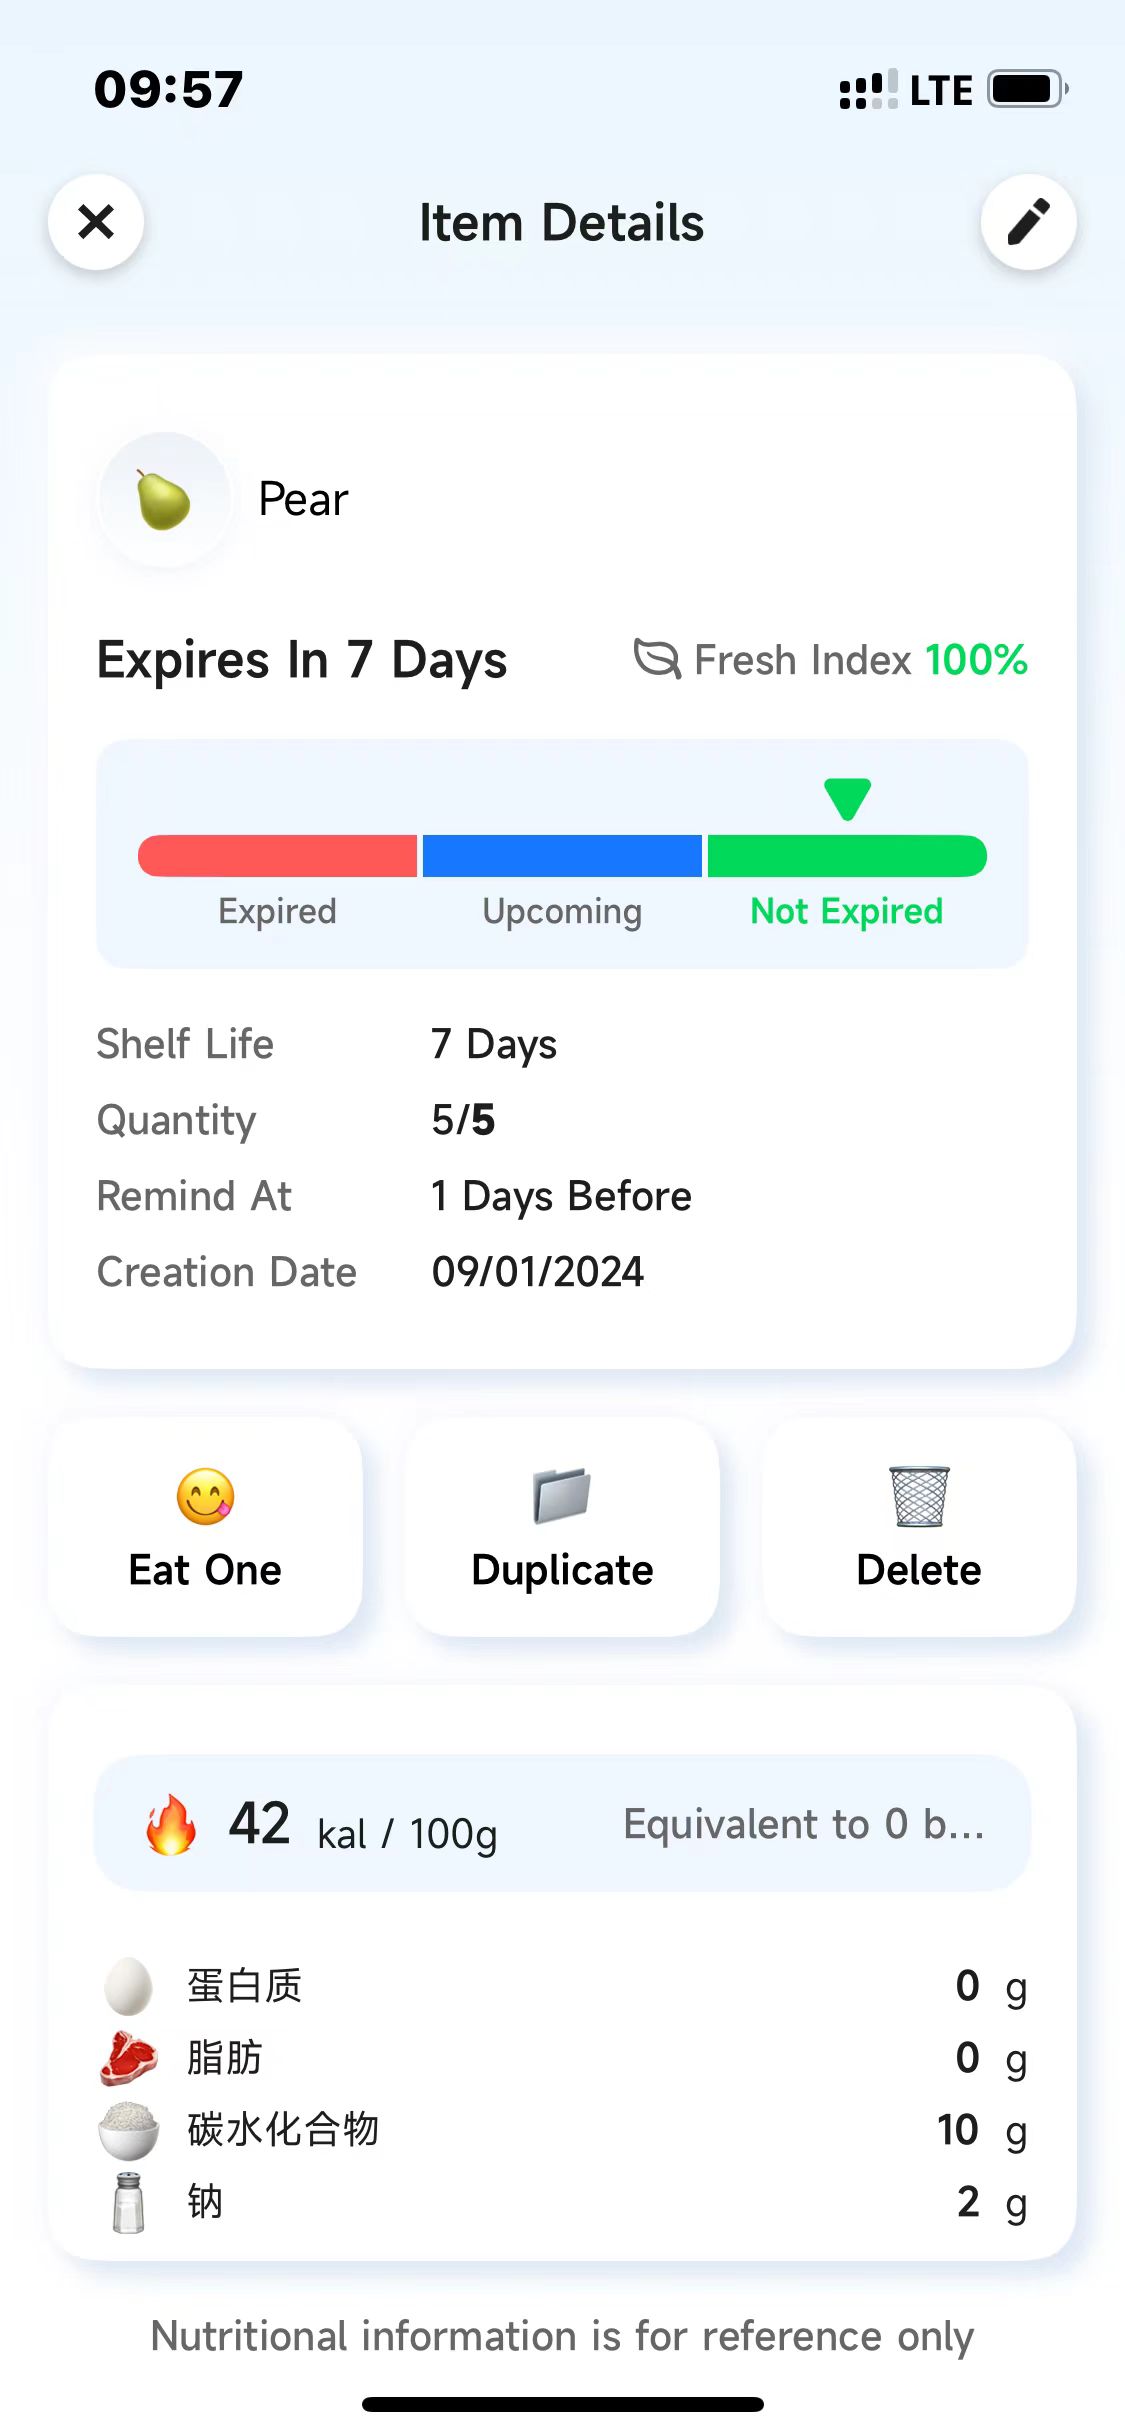 09:57 LTE
Item Details
Pear
Expires In 7 Days Fresh Index 100%
Expired Upcoming Not Expired
Shelf Life 7 Days
Quantity 5/5
Remind At 1 Days Before
Creation Date 09/01/2024
Eat One Duplicate Delete
42 kal / 100g Equivalent to 0 b...
蛋白质 0 g
脂肪 0 g
碳水化合物 10 g
钠 2 g
Nutritional information is for reference only